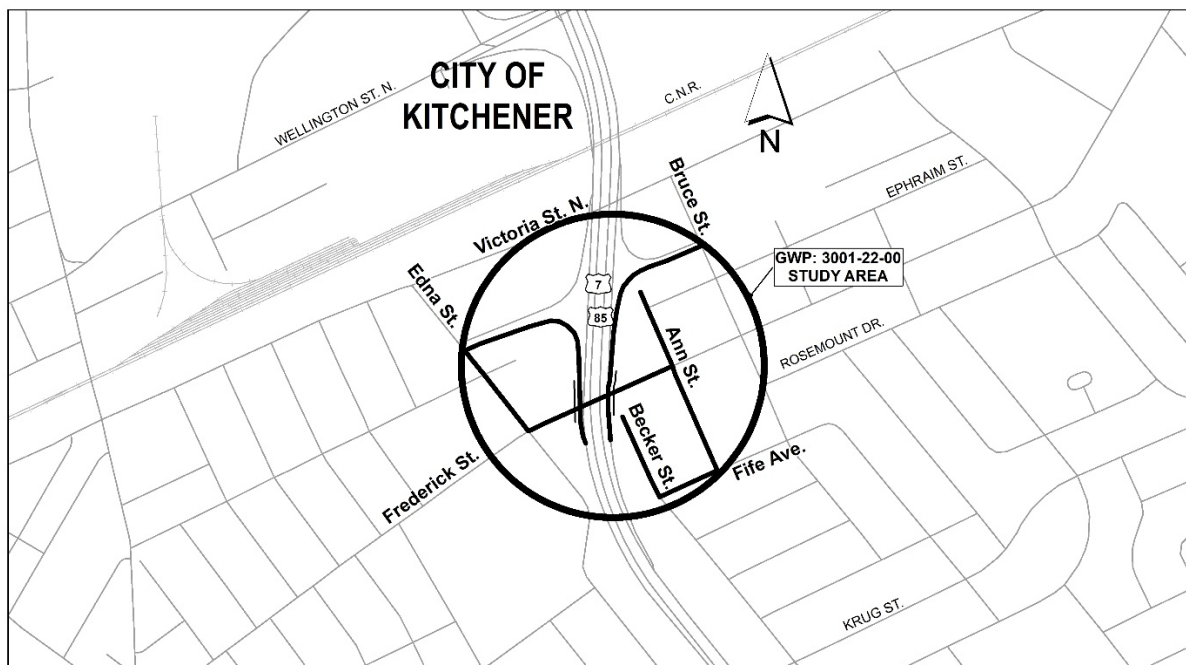 CITY OF
KITCHENER
WELLINGTON ST. N.
C.N.R.
N
Bruce St.
EPHRAIM ST.
Victoria St. N.
Edna St.
GWP: 3001-22-00
STUDY AREA
7
85
Ann St.
ROSEMOUNT DR.
Becker St.
Frederick St.
Fife Ave.
KRUG ST.